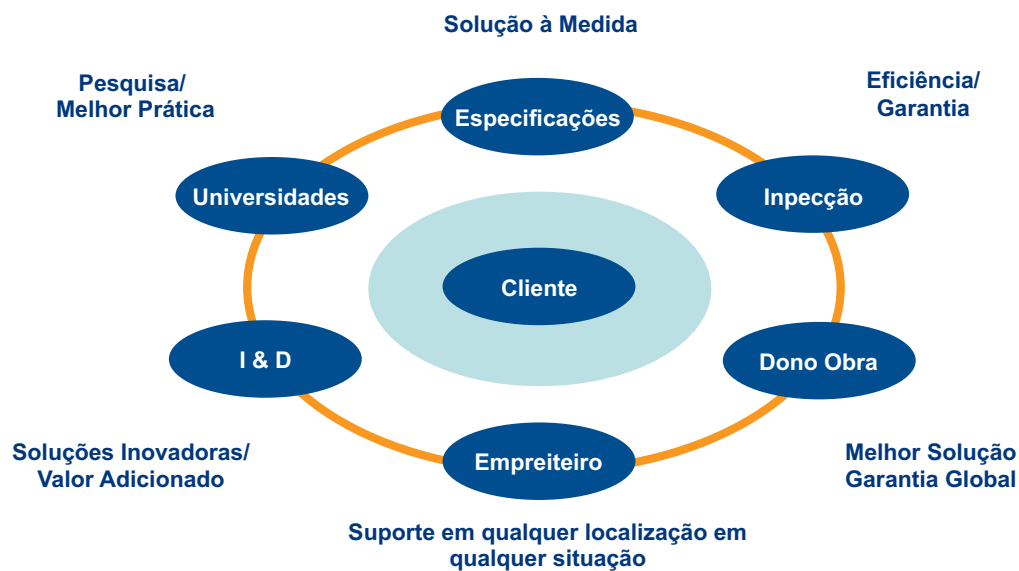 Solução à Medida
Pesquisa/
Melhor Prática
Eficiência/
Garantia
Especificações
Universidades
Inpecção
Cliente
I & D
Dono Obra
Empreiteiro
Soluções Inovadoras/
Valor Adicionado
Melhor Solução
Garantia Global
Suporte em qualquer localização em
qualquer situação